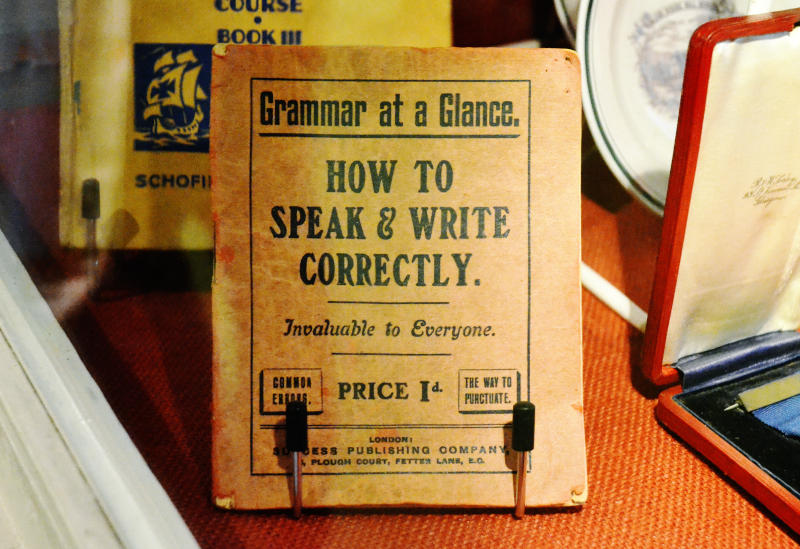 COURSE
BOOK III
SCHOFI
Grammar at a Glance.
HOW TO
SPEAK & WRITE
CORRECTLY.
Invaluable to Everyone.
COMMON
ERRORS.
PRICE 1d.
THE WAY TO
PUNCTUATE.
LONDON:
SUCCESS PUBLISHING COMPANY,
PLOUGH COURT, FETTER LANE, E.C.